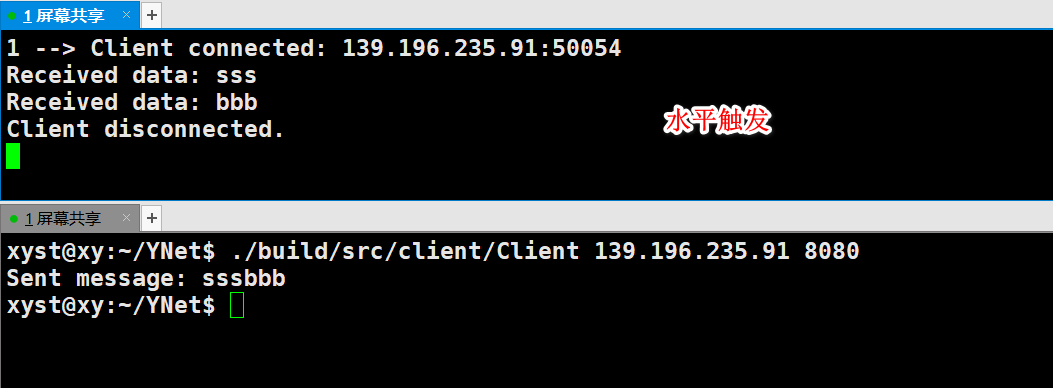 1 屏幕共享 × +
1 --> Client connected: 139.196.235.91:50054
Received data: sss
Received data: bbb
水平触发
Client disconnected.
1 屏幕共享 × +
xyst@xy:~/YNet$ ./build/src/client/Client 139.196.235.91 8080
Sent message: sssbbb
xyst@xy:~/YNet$